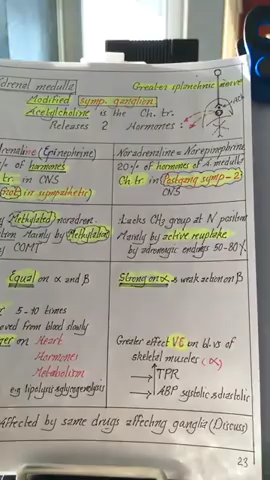 drenal medulla
Greater splanchnic nerve
Modified symp. ganglion
Acetylcholine is the Ch. tr.
Releases 2 Hormones:
drenaline (Epinephrine)
Noradrenaline = Norepinephrine
% of hormones
20% of hormones of A. medulla
tr. in CNS
Ch. tr in Postgang. symp
Not in sympathetic)
CNS
Methylated noradren.
Lacks CH3 group at N position
tion Mainly by Methylation
Mainly by active reuptake
by COMT
by adrenergic endings 50-80%
Equal on α and β
Strong on α & weak action on β
5-10 times
oved from blood slowly
on Heart
Greater effect VC on bl. vs of
Hormones
skeletal muscles (α)
Metabolism
→ TPR
e.g lipolysis, glycogenolysis
→ ABP systolic & diastolic
Affected by same drugs affecting ganglia (Discuss)
23